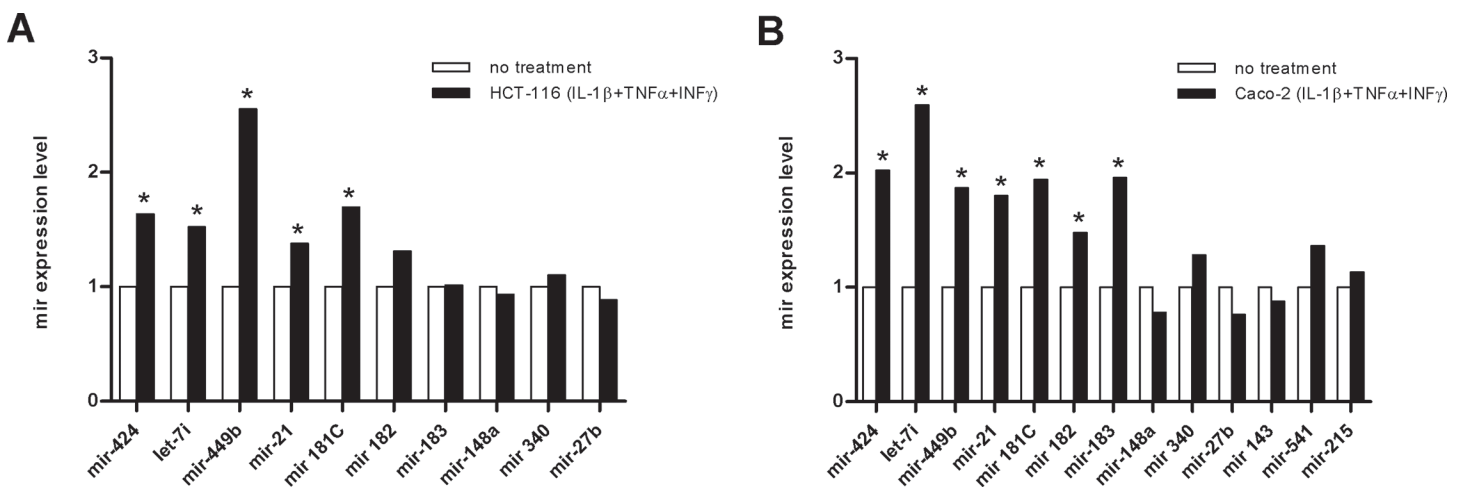 A
mir expression level
3
2
1
0
no treatment
HCT-116 (IL-1β+TNFα+INFγ)
*
*
*
*
*
mir-424
let-7i
mir-449b
mir-21
mir 181C
mir 182
mir-183
mir-148a
mir 340
mir-27b
B
mir expression level
3
2
1
0
no treatment
Caco-2 (IL-1β+TNFα+INFγ)
*
*
*
*
*
*
*
mir-424
let-7i
mir-449b
mir-21
mir 181C
mir 182
mir-183
mir-148a
mir 340
mir-27b
mir 143
mir-541
mir-215